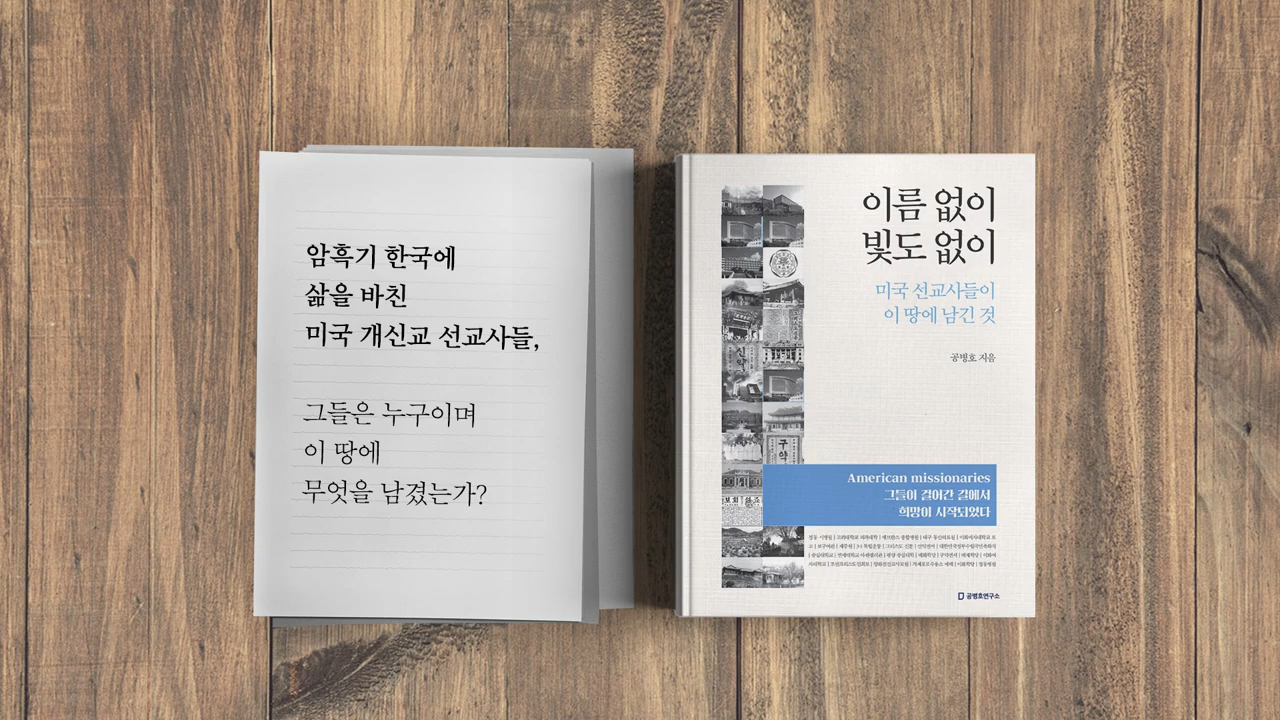 암흑기 한국에
삶을 바친
미국 개신교 선교사들,
그들은 누구이며
이 땅에
무엇을 남겼는가?
이름 없이
빛도 없이
미국 선교사들이
이 땅에 남긴 것
공병호 지음
신약
구약
American missionaries
그들이 걸어간 길에서
희망이 시작되었다
공병호연구소